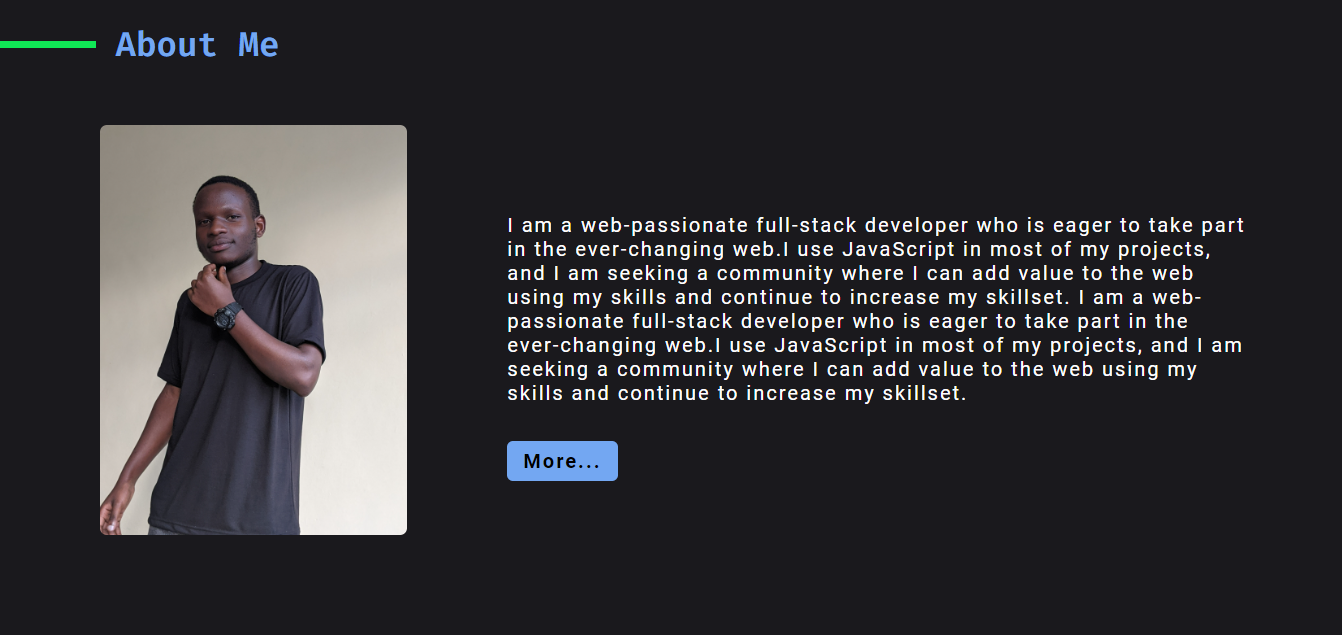 About Me
I am a web-passionate full-stack developer who is eager to take part
in the ever-changing web.I use JavaScript in most of my projects,
and I am seeking a community where I can add value to the web
using my skills and continue to increase my skillset. I am a web-
passionate full-stack developer who is eager to take part in the
ever-changing web.I use JavaScript in most of my projects, and I am
seeking a community where I can add value to the web using my
skills and continue to increase my skillset.
More...